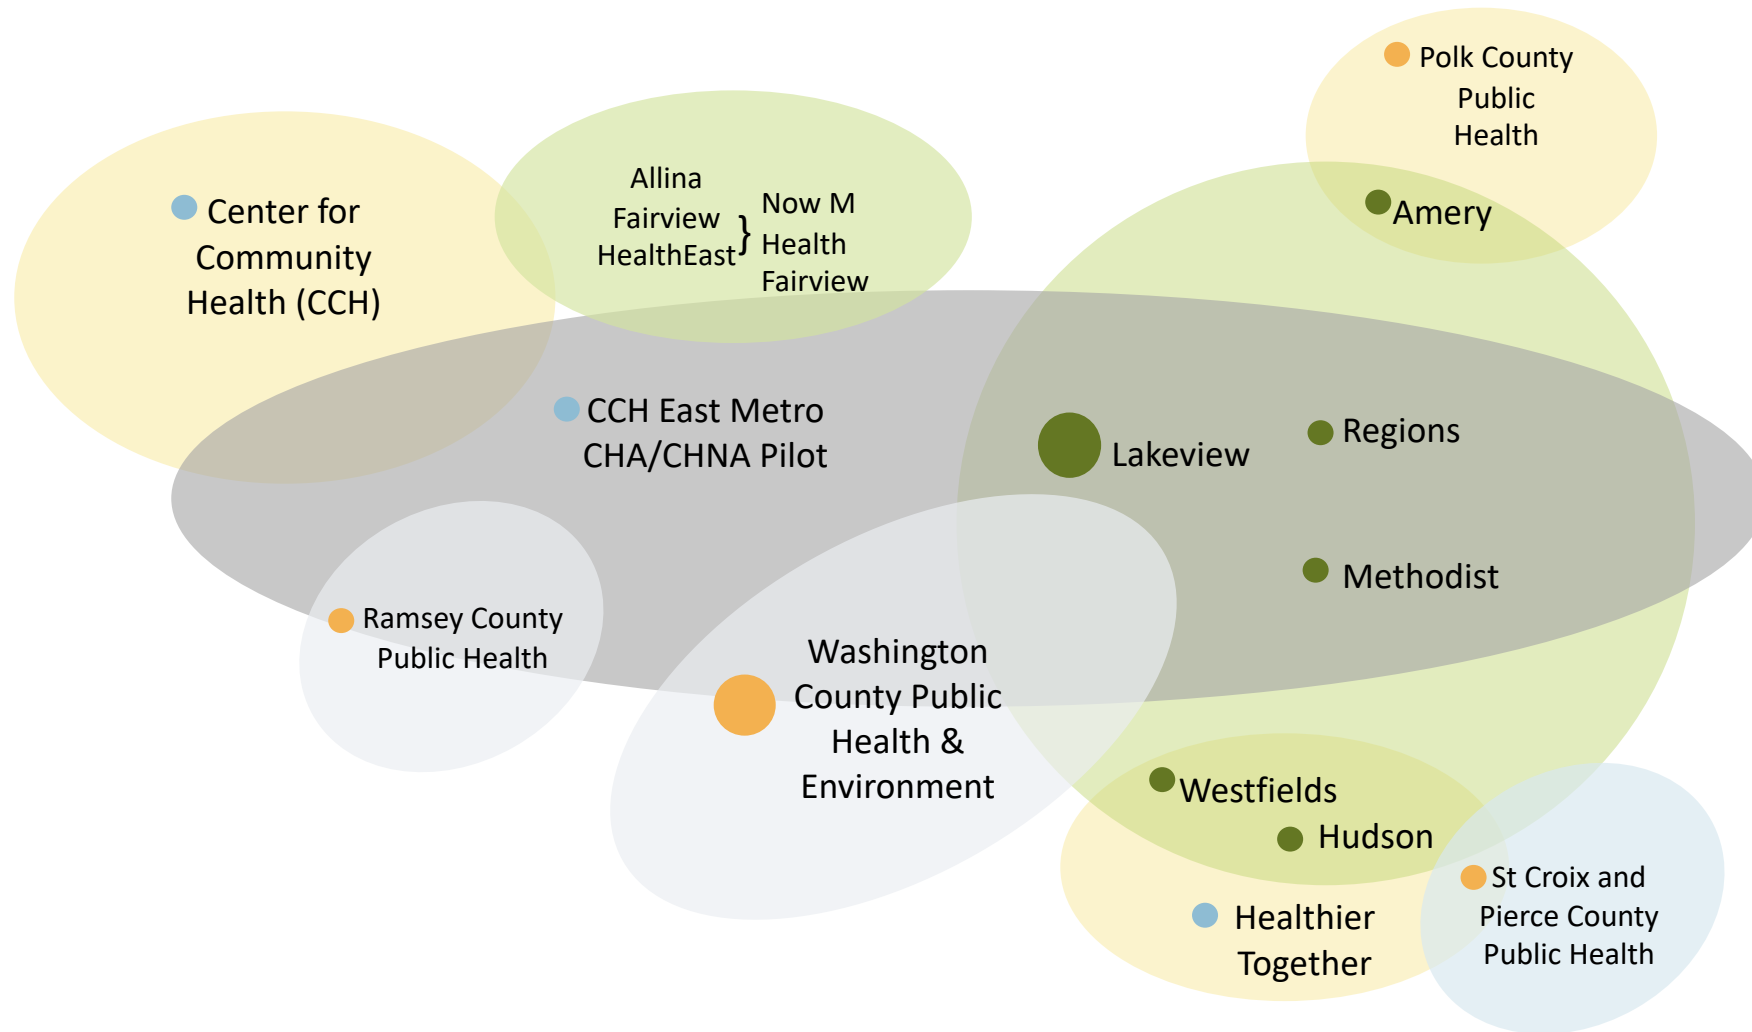 Polk County
Public
Health
Amery
Allina
Fairview
HealthEast
}
Now M
Health
Fairview
Center for
Community
Health (CCH)
CCH East Metro
CHA/CHNA Pilot
Lakeview
Regions
Methodist
Ramsey County
Public Health
Washington
County Public
Health &
Environment
Westfields
Hudson
St Croix and
Pierce County
Public Health
Healthier
Together